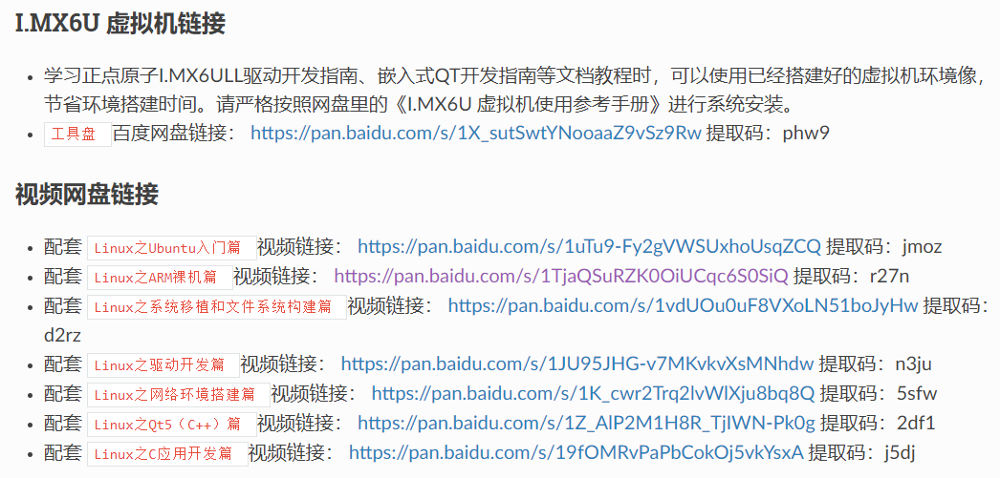 I.MX6U 虚拟机链接
学习正点原子I.MX6ULL驱动开发指南、嵌入式QT开发指南等文档教程时，可以使用已经搭建好的虚拟机环境像，
节省环境搭建时间。请严格按照网盘里的《I.MX6U 虚拟机使用参考手册》进行系统安装。
工具盘 百度网盘链接： https://pan.baidu.com/s/1X_sutSwtYNooaaZ9vSz9Rw 提取码：phw9
视频网盘链接
配套 Linux之Ubuntu入门篇 视频链接： https://pan.baidu.com/s/1uTu9-Fy2gVWSUxhoUsqZCQ 提取码：jmoz
配套 Linux之ARM裸机篇 视频链接： https://pan.baidu.com/s/1TjaQSuRZK0OiUCqc6S0SiQ 提取码：r27n
配套 Linux之系统移植和文件系统构建篇 视频链接： https://pan.baidu.com/s/1vdUOu0uF8VXoLN51boJyHw 提取码：
d2rz
配套 Linux之驱动开发篇 视频链接： https://pan.baidu.com/s/1JU95JHG-v7MKvkvXsMNhdw 提取码：n3ju
配套 Linux之网络环境搭建篇 视频链接： https://pan.baidu.com/s/1K_cwr2Trq2lvWlXju8bq8Q 提取码：5sfw
配套 Linux之Qt5（C++）篇 视频链接： https://pan.baidu.com/s/1Z_AlP2M1H8R_TjIWN-Pk0g 提取码：2df1
配套 Linux之C应用开发篇 视频链接： https://pan.baidu.com/s/19fOMRvPaPbCokOj5vkYsxA 提取码：j5dj